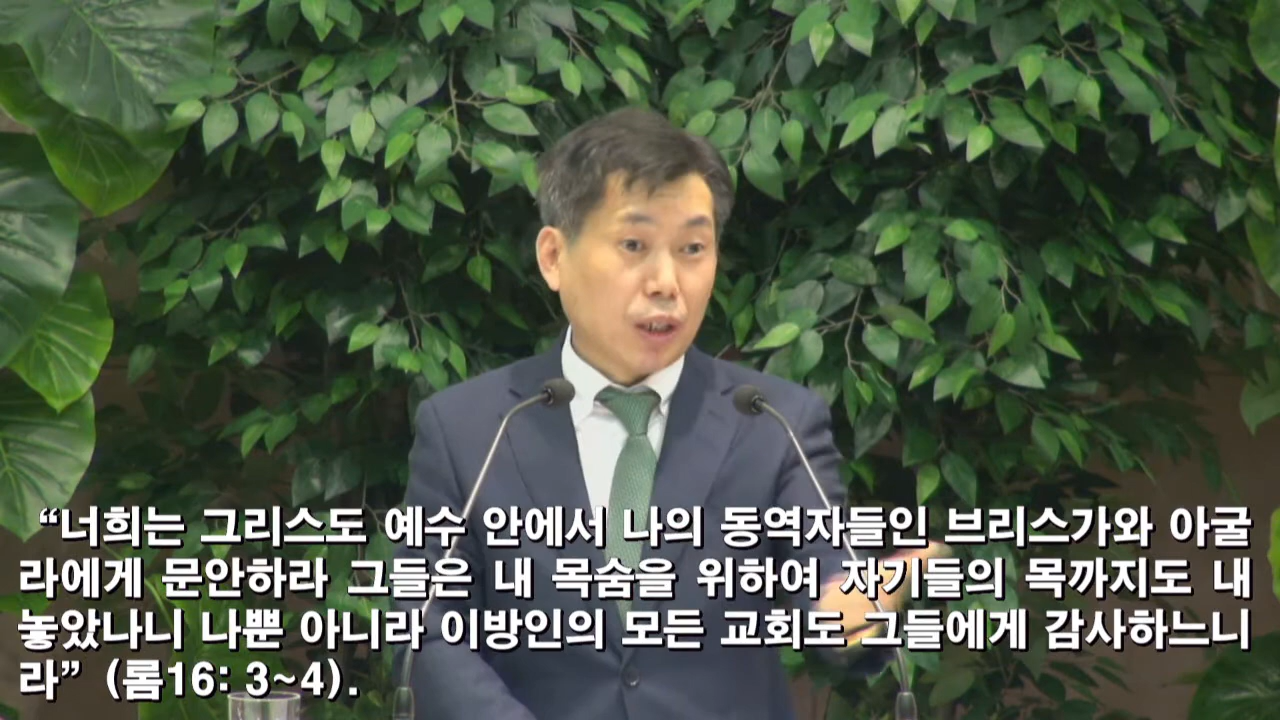 “너희는 그리스도 예수 안에서 나의 동역자들인 브리스가와 아굴
라에게 문안하라 그들은 내 목숨을 위하여 자기들의 목까지도 내
놓았나니 나뿐 아니라 이방인의 모든 교회도 그들에게 감사하느니
라” (롬16: 3~4).